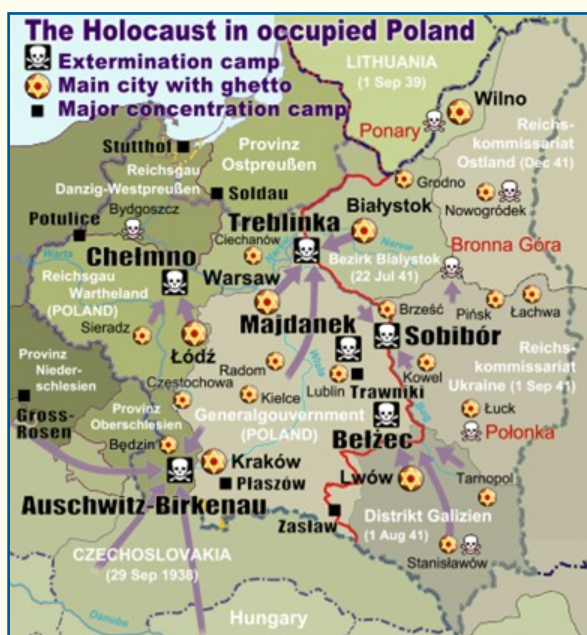 The Holocaust in occupied Poland
Extermination camp
Main city with ghetto
Major concentration camp
LITHUANIA
(1 Sep 39)
Wilno
Ponary
Reichs-
kommissariat
Ostland (Dec 41)
Stutthof
Provinz
Ostpreußen
Reichsgau
Danzig-Westpreußen
Soldau
Grodno
Nowogródek
Potulice
Bydgoszcz
Treblinka
Białystok
Ciechanów
Narew
Narew
Bronna Góra
Chełmno
Warta
Bezirk Bialystok
(22 Jul 41)
Reichsgau
Wartheland
(POLAND)
Warsaw
Brześć
Pińsk
Łachwa
Majdanek
Sobibór
Sieradz
Łódź
Provinz
Nieder-
schlesien
Radom
Wisła
Lublin
Trawniki
Kowel
Reichs-
kommissariat
Ukraine (1 Sep 41)
Częstochowa
Kielce
Gross-
Rosen
Provinz
Oberschlesien
Generalgouvernment
(POLAND)
Bełżec
Bug
Łuck
Połonka
Będzin
Kraków
Płaszów
Lwów
Tarnopol
Auschwitz-Birkenau
Zasław
Distrikt Galizien
(1 Aug 41)
CZECHOSLOVAKIA
(29 Sep 1938)
Stanisławów
Danube
Hungary